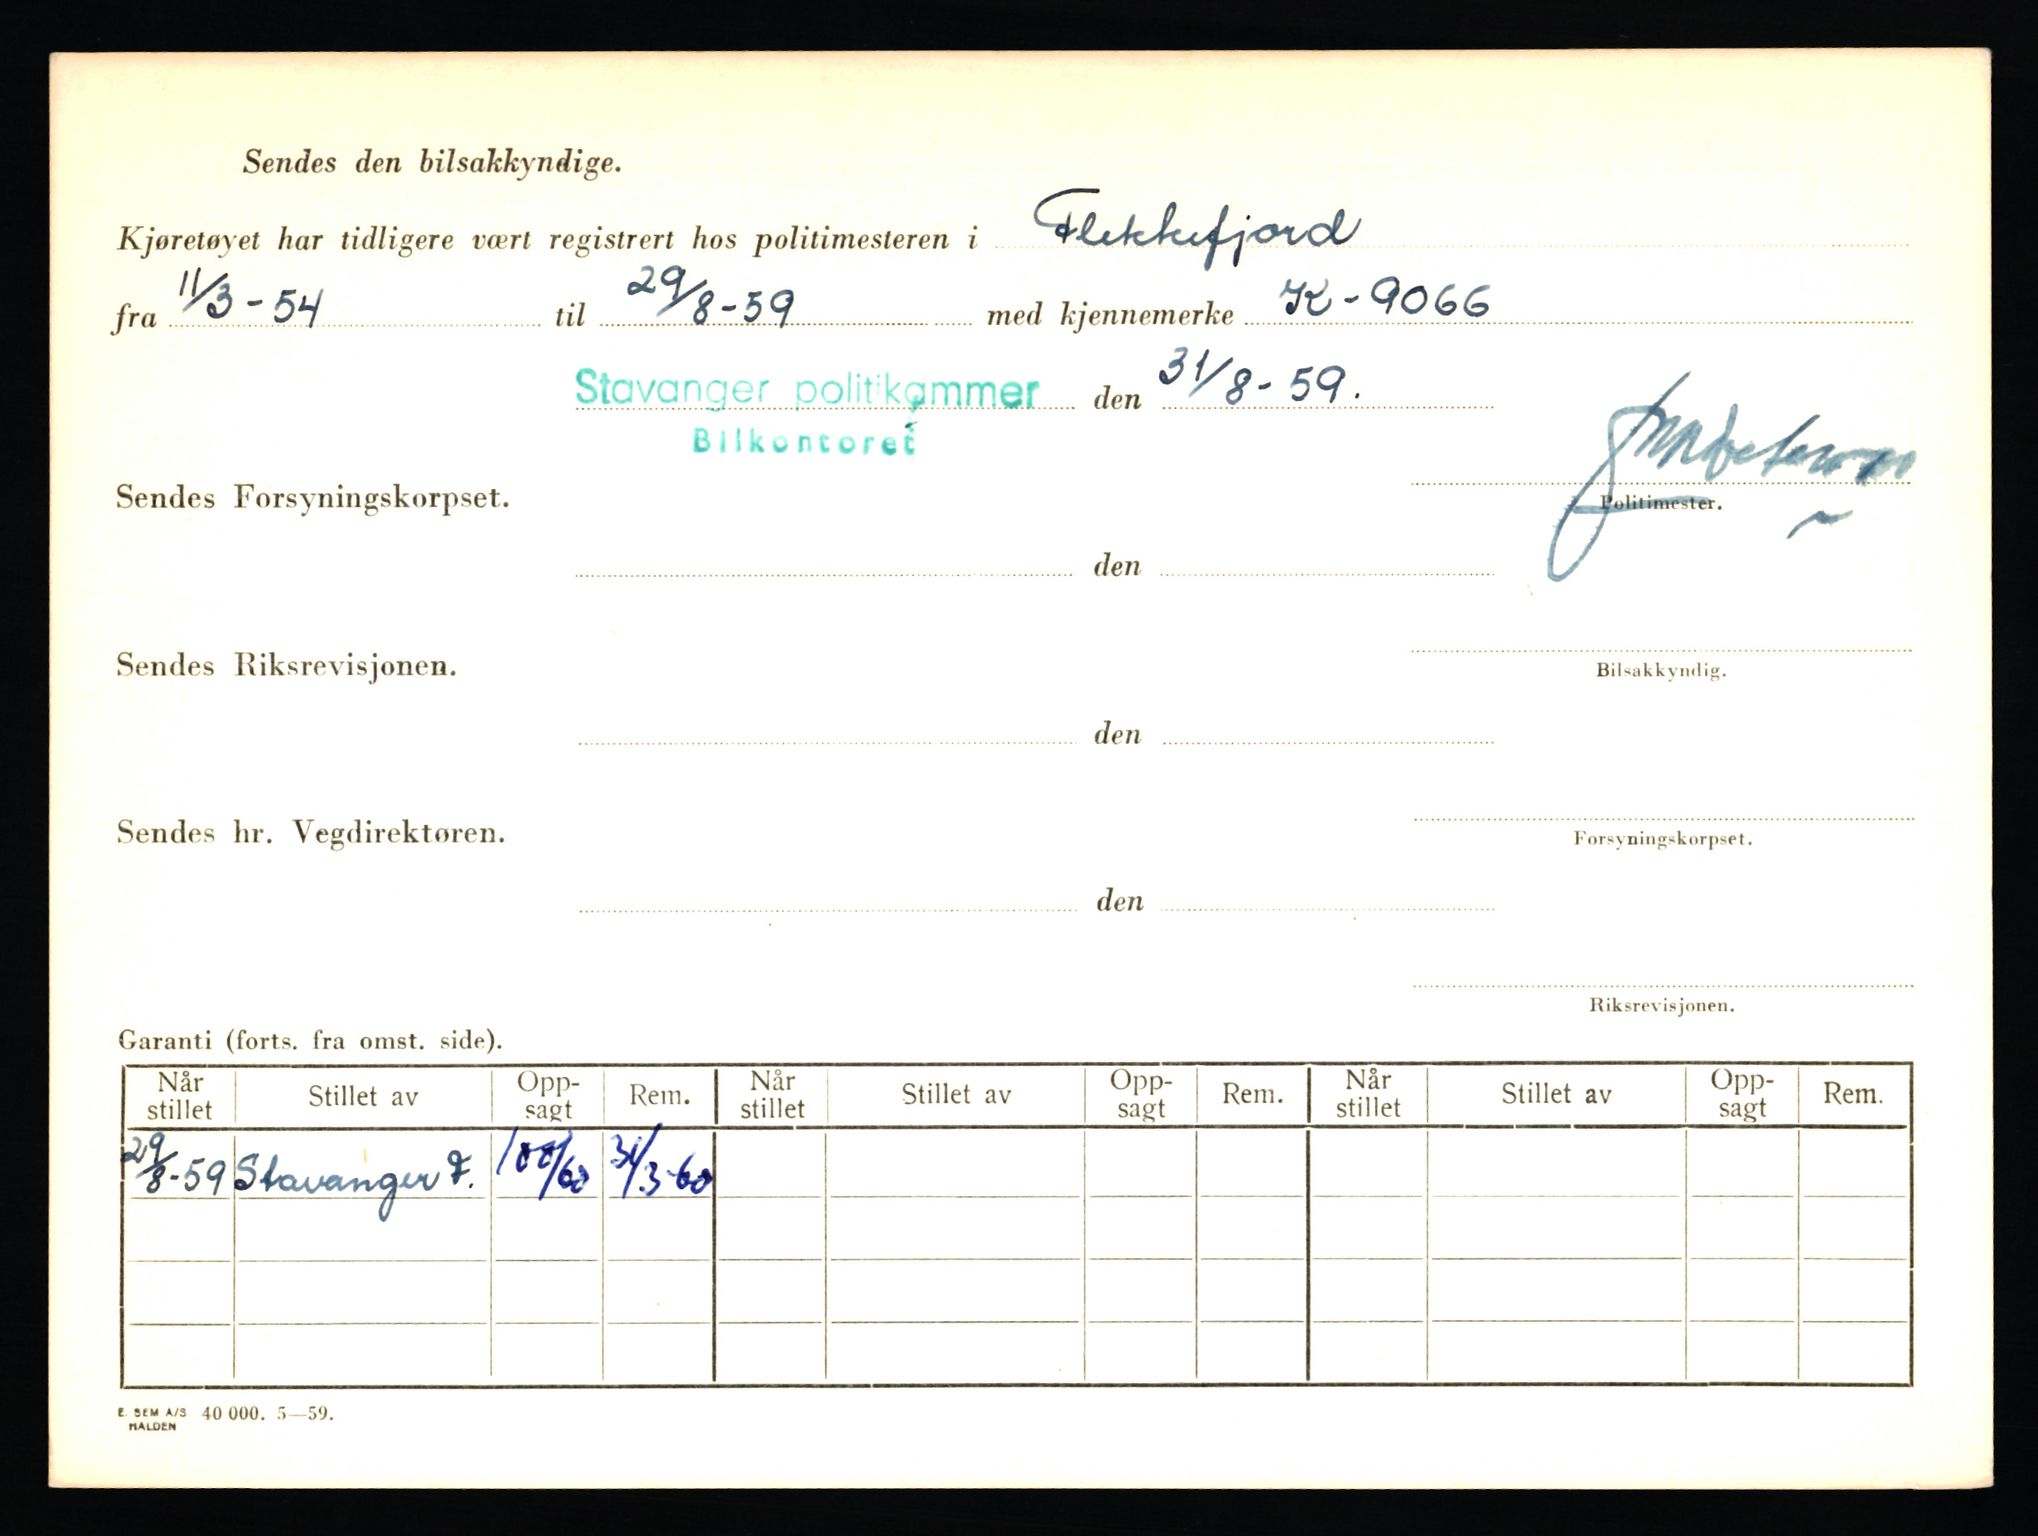 Sendes den bilsakkyndige.
Kjøretøyet har tidligere vært registrert hos politimesteren i Flekkefjord
fra 11/3-54 til 29/8-59 med kjennemerke K-9066
Stavanger politikammer den 31/8-59.
Bilkontoret
Sendes Forsyningskorpset.
Politimester.
den
Sendes Riksrevisjonen.
Bilsakkyndig.
den
Sendes hr. Vegdirektøren.
Forsyningskorpset.
den
Riksrevisjonen.
Garanti (forts. fra omst. side).
Når stillet Stillet av Opp-sagt Rem. Når stillet Stillet av Opp-sagt Rem. Når stillet Stillet av Opp-sagt Rem.
29/8-59 Stavanger F. 31/3-60
E. SEM A/S HALDEN 40 000. 5—59.